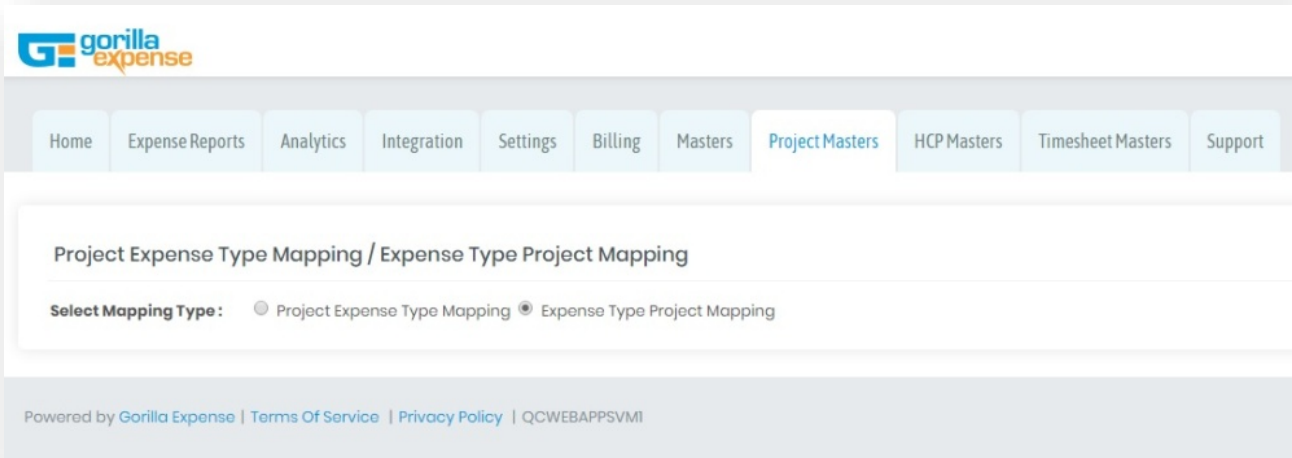 GE gorilla
expense
Home Expense Reports Analytics Integration Settings Billing Masters Project Masters HCP Masters Timesheet Masters Support
Project Expense Type Mapping / Expense Type Project Mapping
Select Mapping Type : Project Expense Type Mapping Expense Type Project Mapping
Powered by Gorilla Expense | Terms Of Service | Privacy Policy | QCWEBAPPSVM1